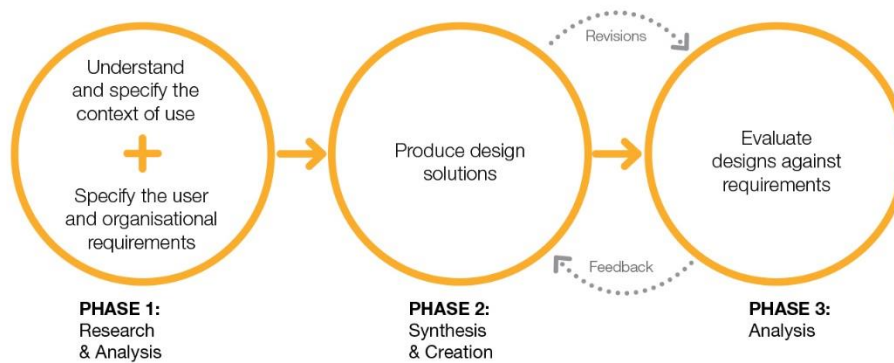 Understand
and specify the
context of use
+
Specify the user
and organisational
requirements
Produce design
solutions
Revisions
Evaluate
designs against
requirements
Feedback
PHASE 1:
Research
& Analysis
PHASE 2:
Synthesis
& Creation
PHASE 3:
Analysis